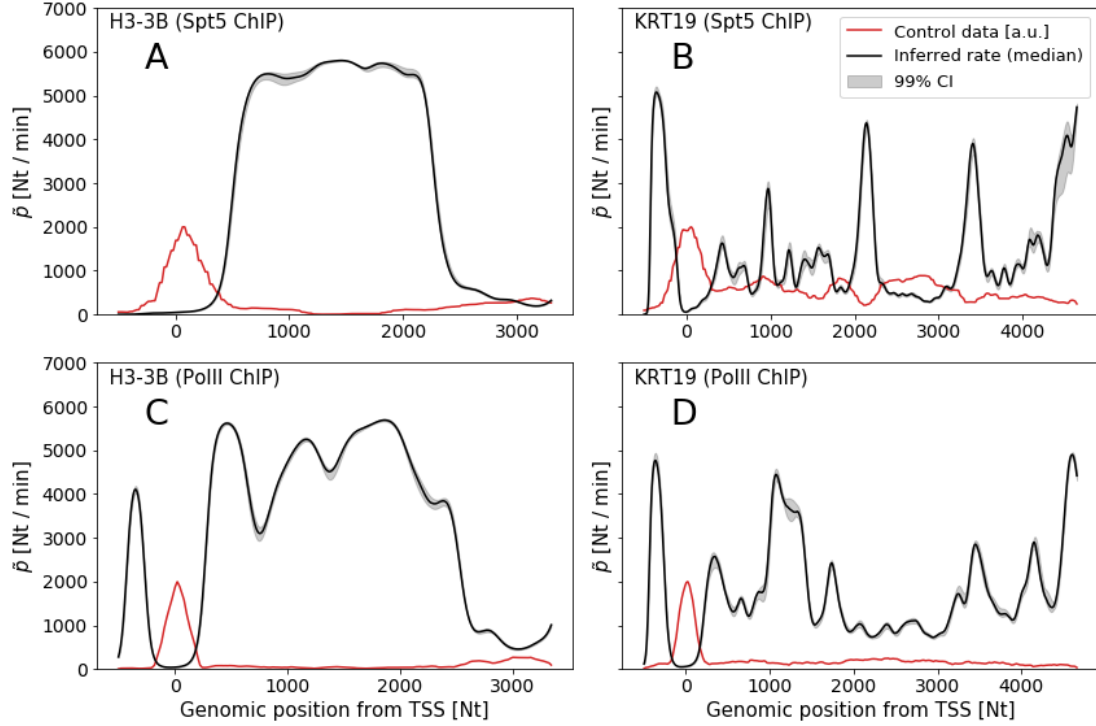 H3-3B (Spt5 ChIP)
A
7000
6000
5000
4000
3000
2000
1000
0
p̃ [Nt / min]
0 1000 2000 3000
KRT19 (Spt5 ChIP)
B
Control data [a.u.]
Inferred rate (median)
99% CI
p̃ [Nt / min]
0 1000 2000 3000 4000
H3-3B (PolII ChIP)
C
7000
6000
5000
4000
3000
2000
1000
0
p̃ [Nt / min]
0 1000 2000 3000
Genomic position from TSS [Nt]
KRT19 (PolII ChIP)
D
p̃ [Nt / min]
0 1000 2000 3000 4000
Genomic position from TSS [Nt]